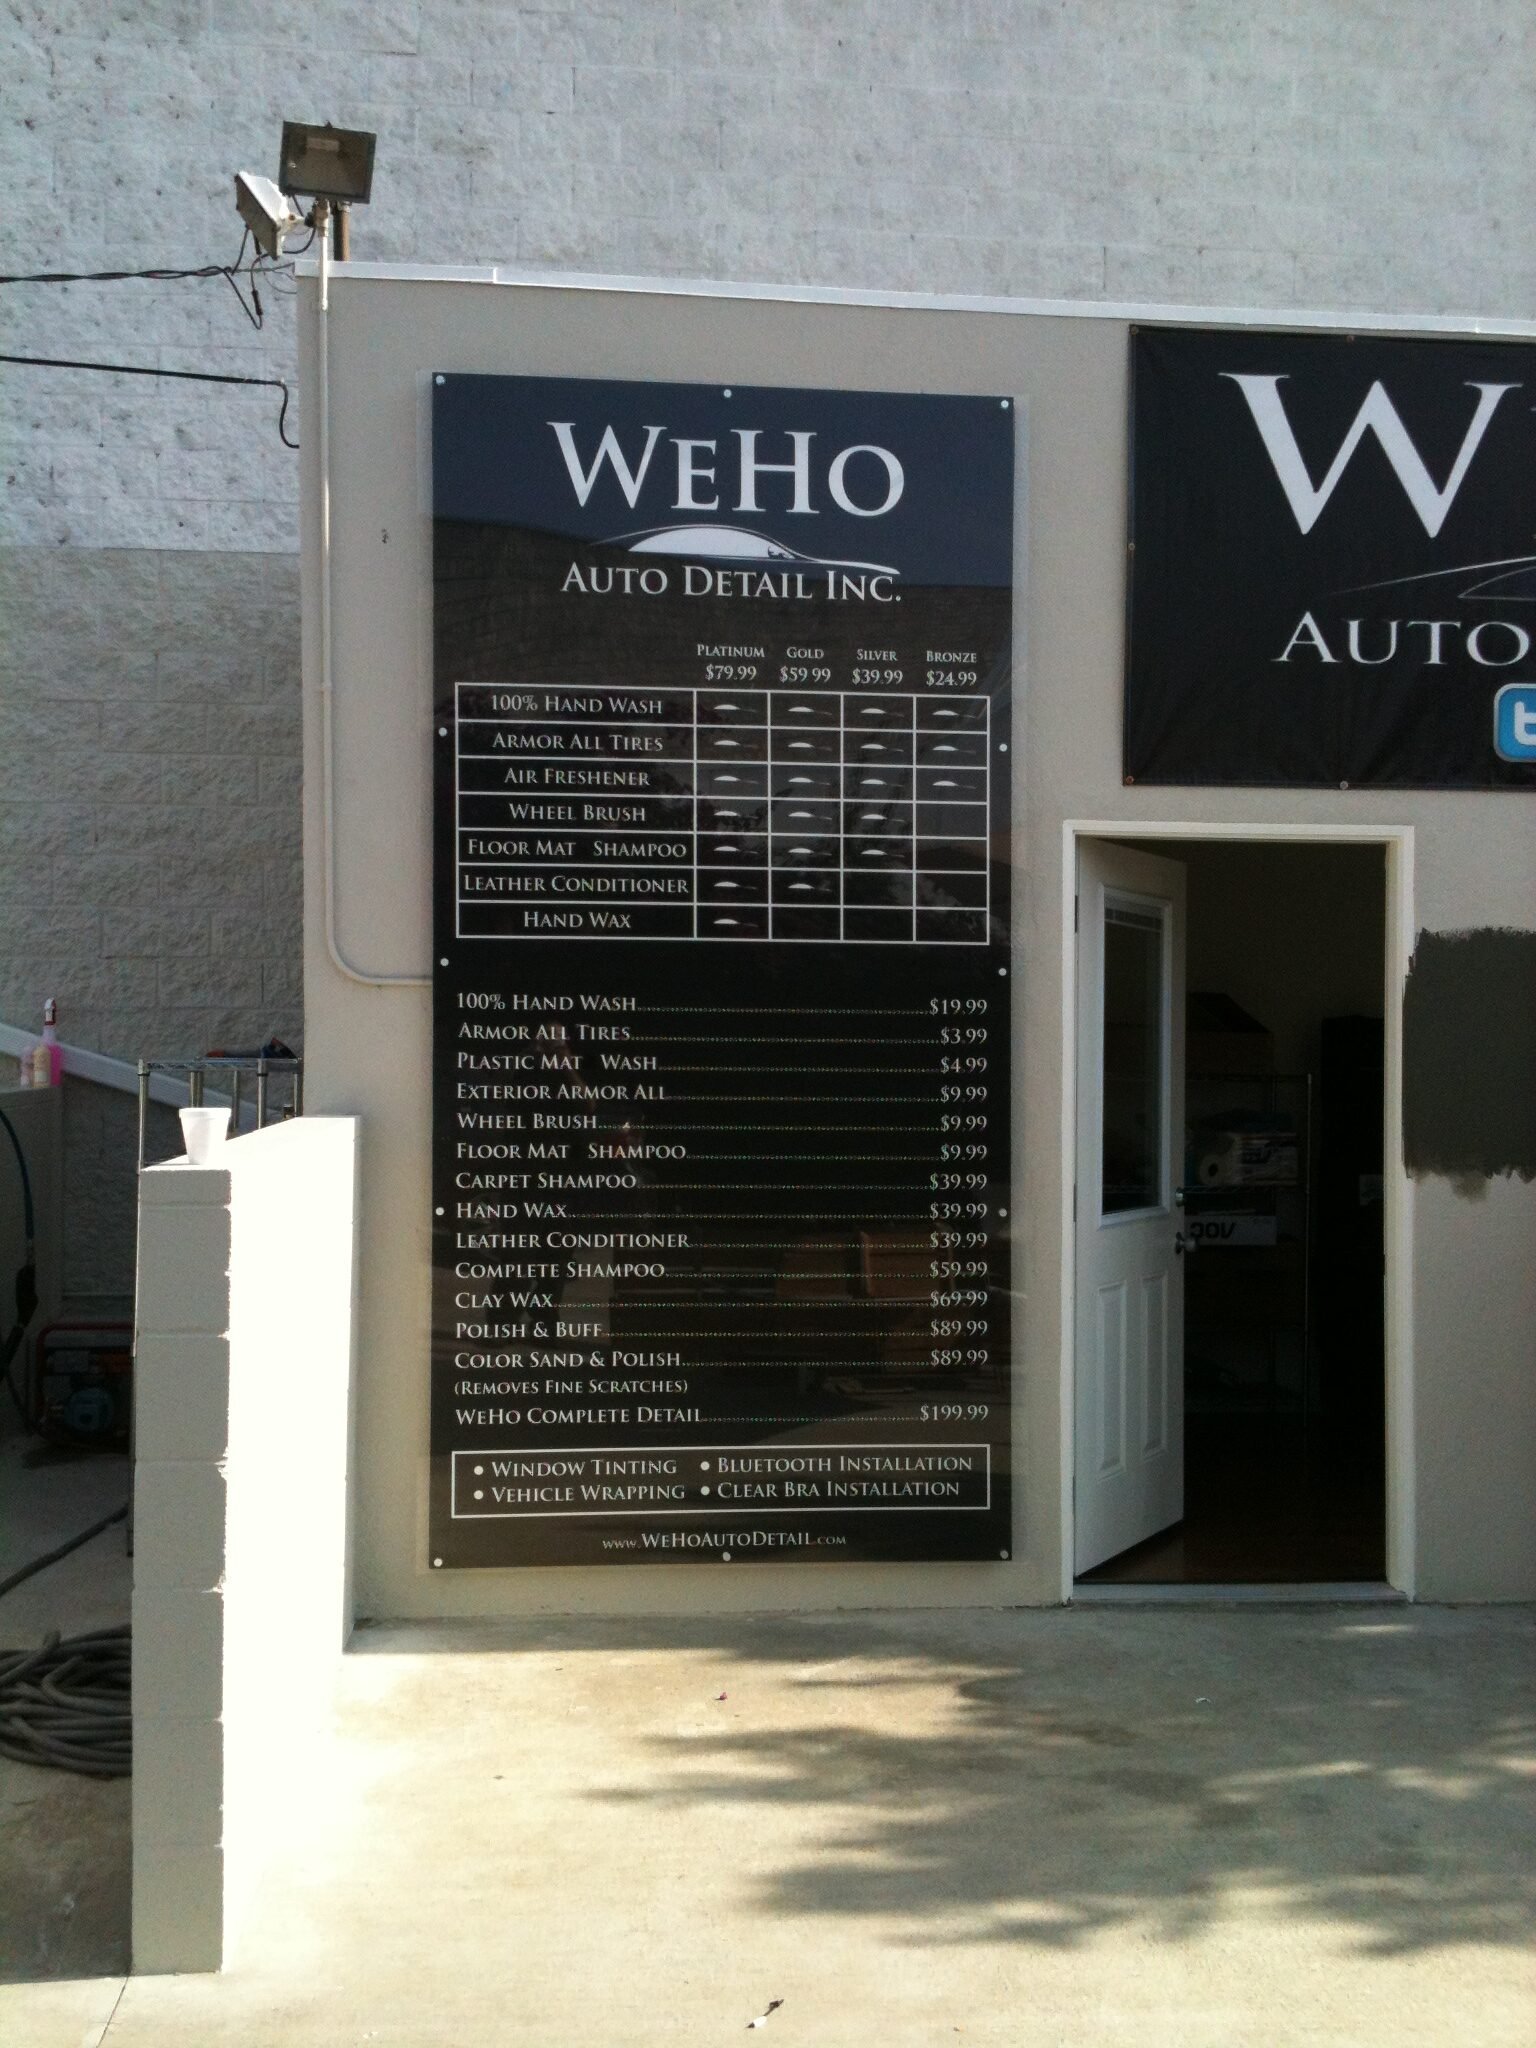 WEHO
AUTO DETAIL INC.
PLATINUM GOLD SILVER BRONZE
$79.99 $59 99 $39.99 $24.99
100% HAND WASH
ARMOR ALL TIRES
AIR FRESHENER
WHEEL BRUSH
FLOOR MAT SHAMPOO
LEATHER CONDITIONER
HAND WAX
100% HAND WASH $19.99
ARMOR ALL TIRES $3.99
PLASTIC MAT WASH $4.99
EXTERIOR ARMOR ALL $9.99
WHEEL BRUSH $9.99
FLOOR MAT SHAMPOO $9.99
CARPET SHAMPOO $39.99
HAND WAX $39.99
LEATHER CONDITIONER $39.99
COMPLETE SHAMPOO $59.99
CLAY WAX $69.99
POLISH & BUFF $89.99
COLOR SAND & POLISH $89.99
(REMOVES FINE SCRATCHES)
WEHO COMPLETE DETAIL $199.99
• WINDOW TINTING • BLUETOOTH INSTALLATION
• VEHICLE WRAPPING • CLEAR BRA INSTALLATION
WWW.WEHOAUTODETAIL.COM
W
AUTO
t